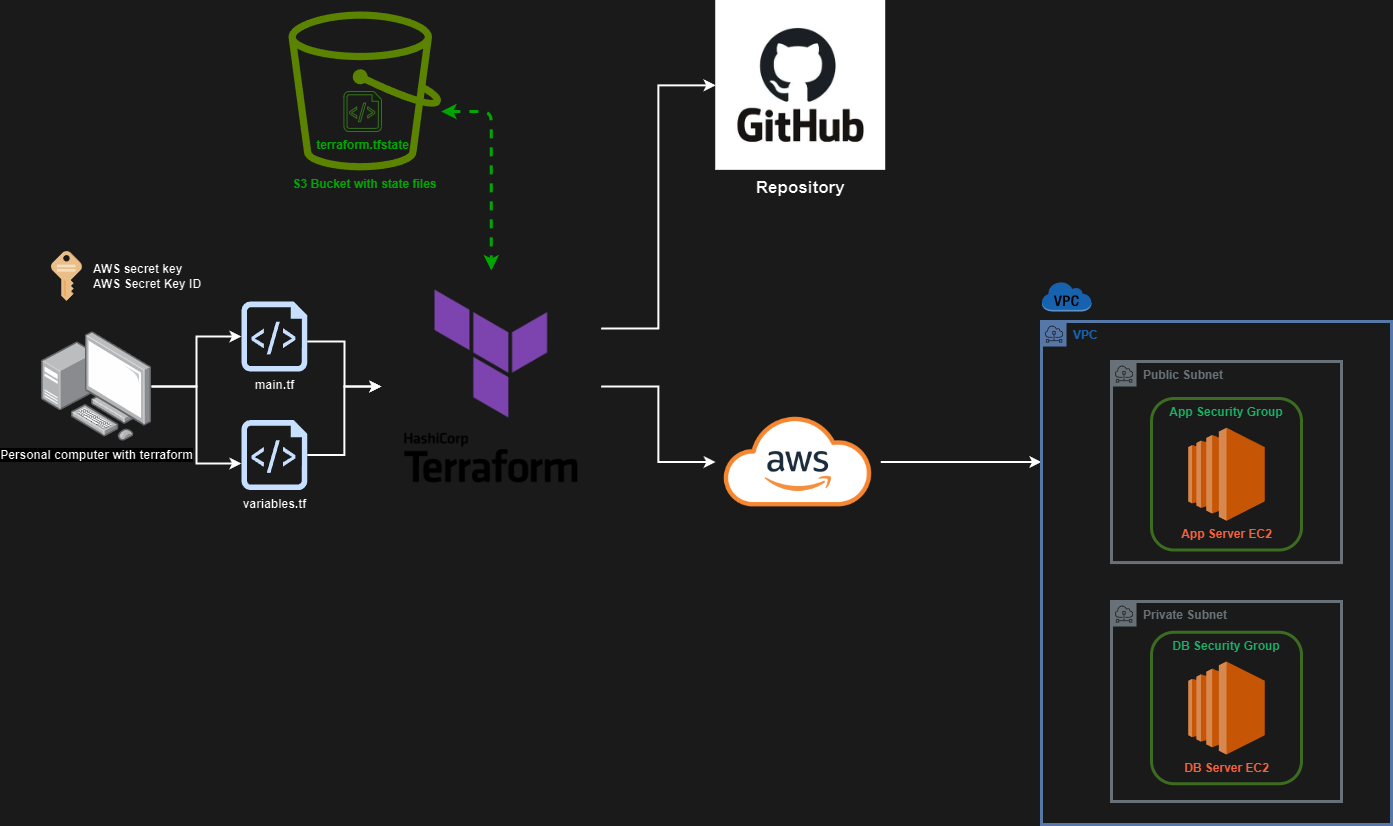 terraform.tfstate
S3 Bucket with state files
GitHub
Repository
AWS secret key
AWS Secret Key ID
</>
main.tf
</>
variables.tf
Personal computer with terraform
HashiCorp
Terraform
aws
VPC
VPC
Public Subnet
App Security Group
App Server EC2
Private Subnet
DB Security Group
DB Server EC2